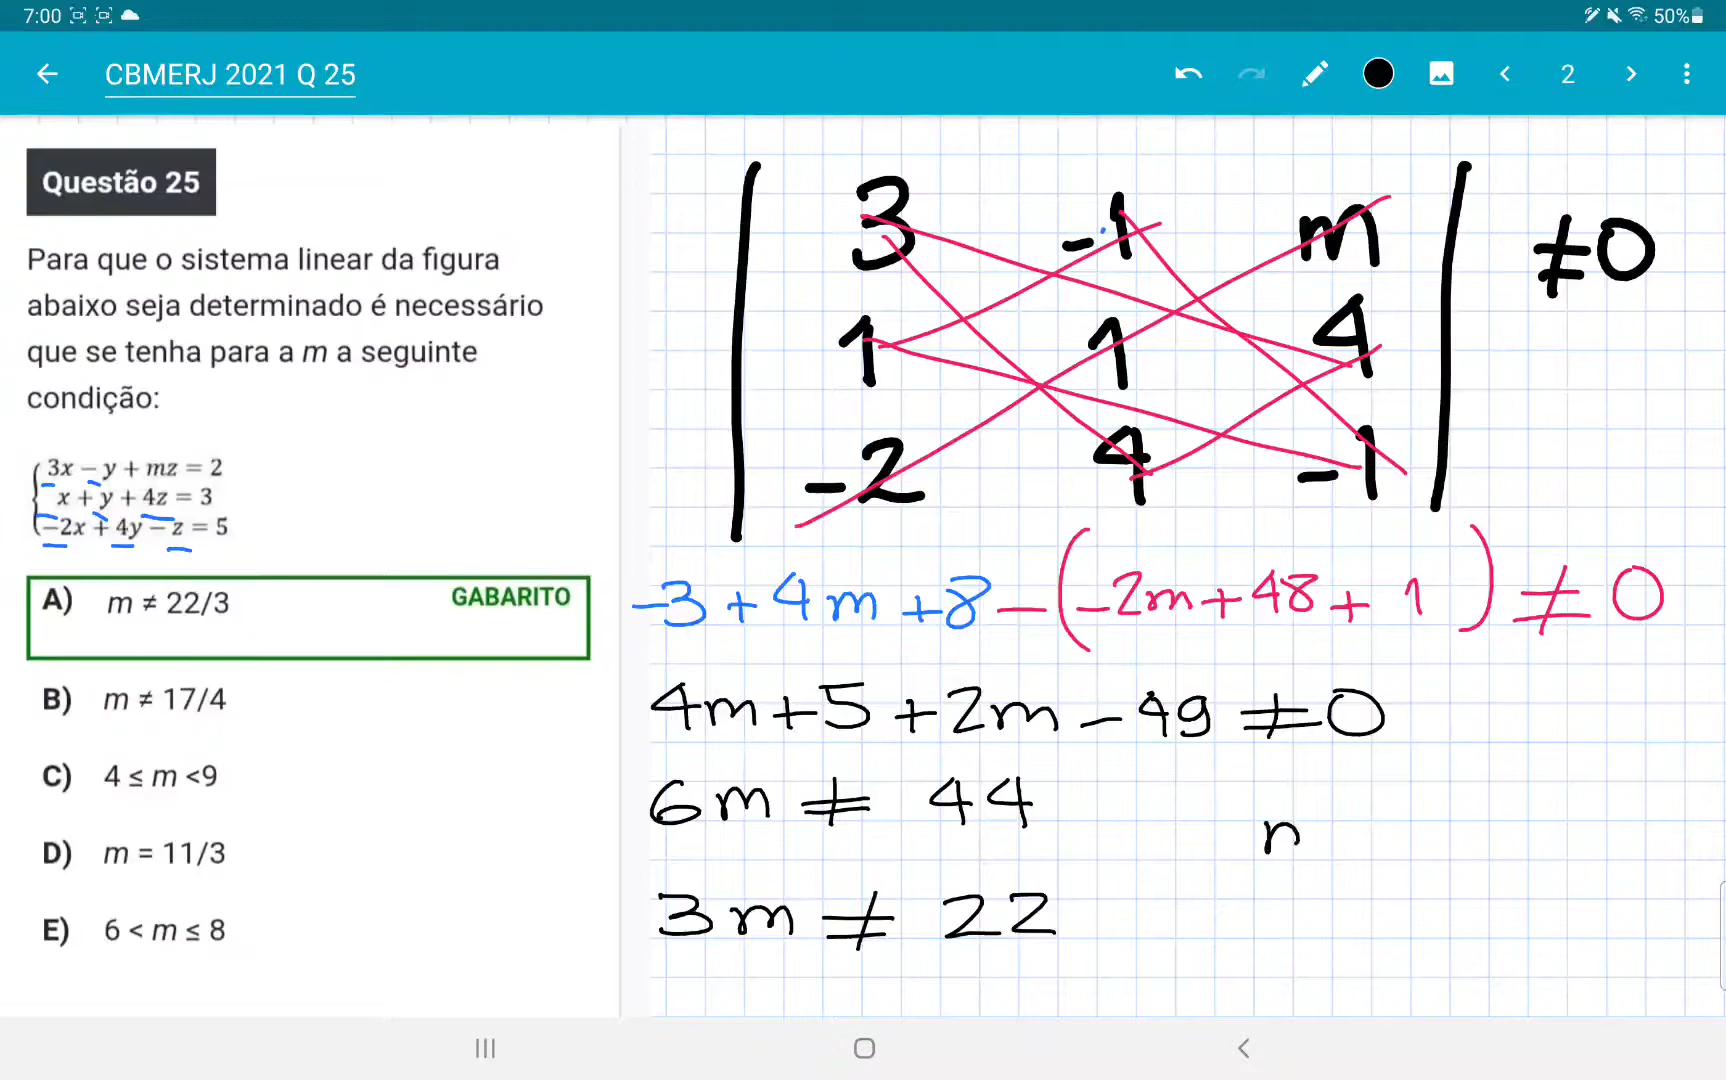 7:00
50%
CBMERJ 2021 Q 25
2
Questão 25
Para que o sistema linear da figura
abaixo seja determinado é necessário
que se tenha para a m a seguinte
condição:
3x − y + mz = 2
x + y + 4z = 3
−2x + 4y − z = 5
A) m ≠ 22/3 GABARITO
B) m ≠ 17/4
C) 4 ≤ m <9
D) m = 11/3
E) 6 < m ≤ 8
3 -1 m ≠0
1 1 4
-2 4 -1
-3 + 4m + 8 - (-2m + 48 + 1) ≠ 0
4m + 5 + 2m - 49 ≠ 0
6m ≠ 44
n
3m ≠ 22